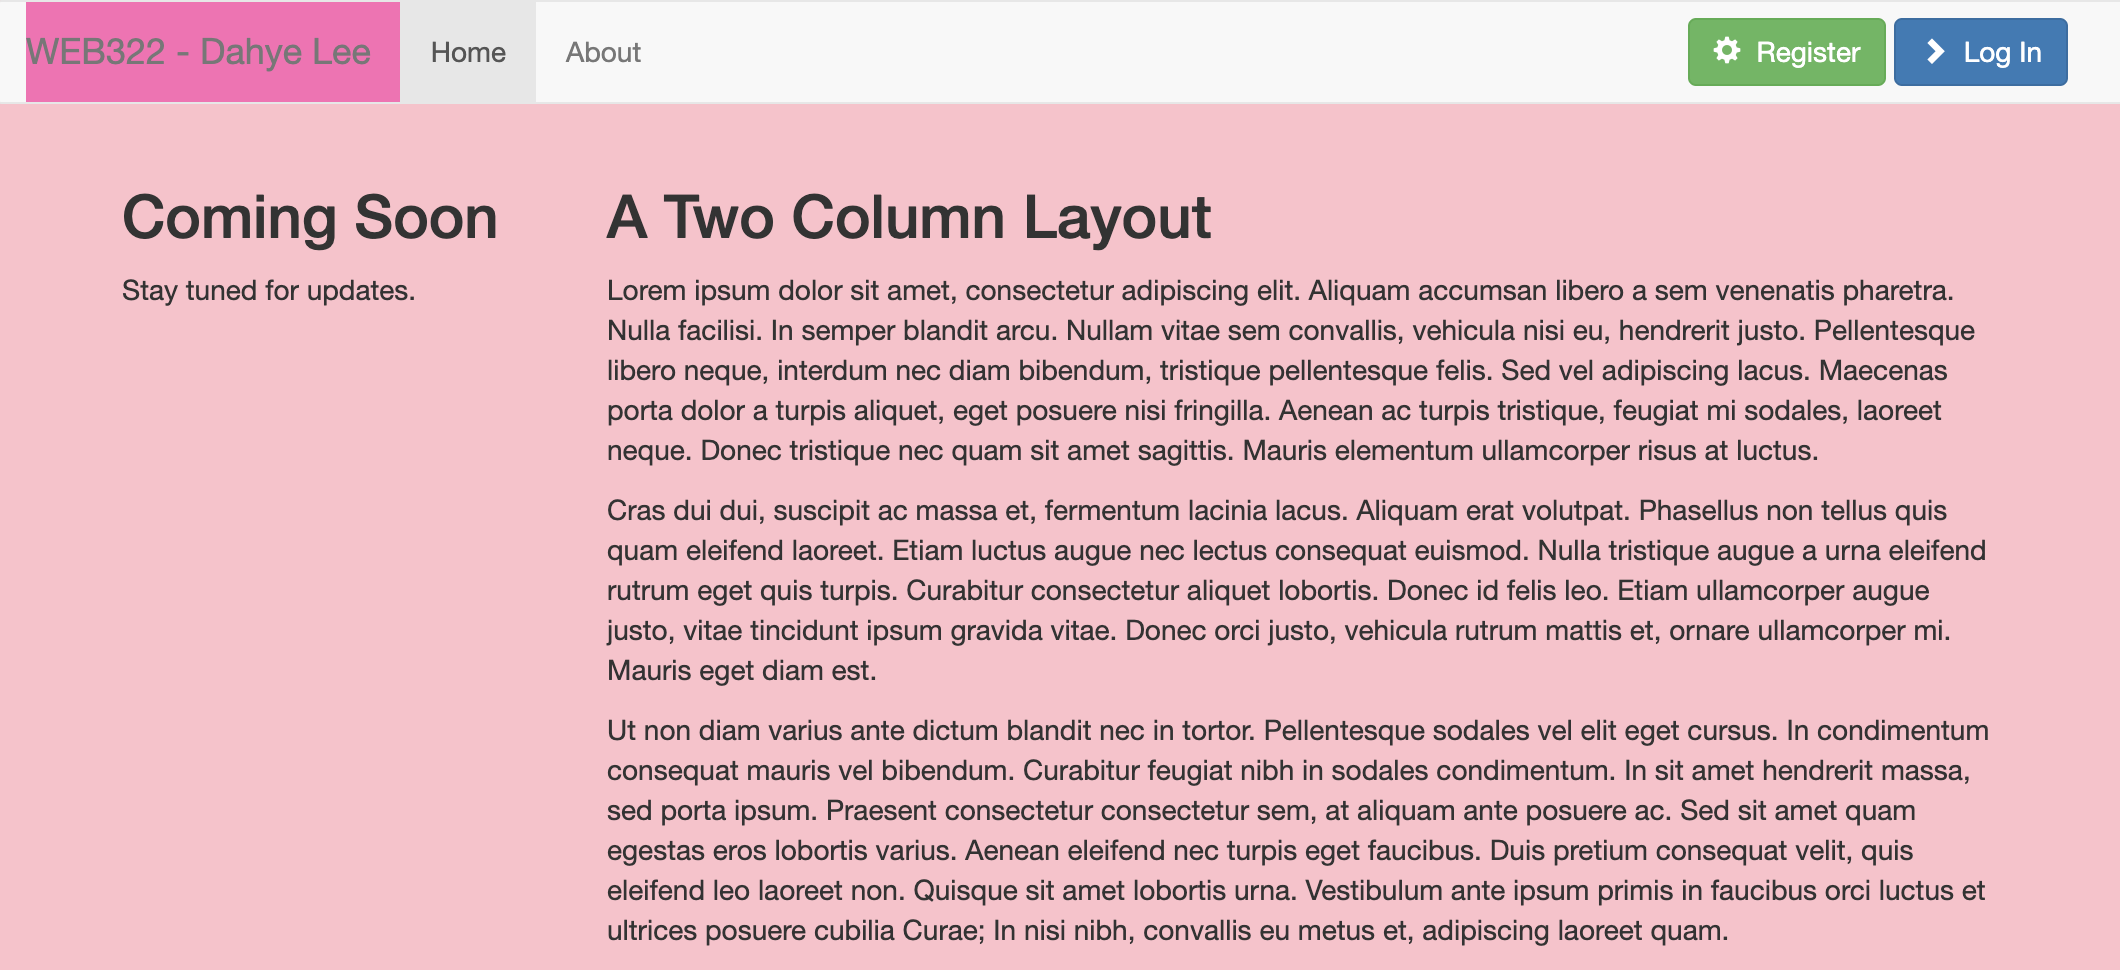 WEB322 - Dahye Lee
Home
About
Register
Log In
Coming Soon
Stay tuned for updates.
A Two Column Layout
Lorem ipsum dolor sit amet, consectetur adipiscing elit. Aliquam accumsan libero a sem venenatis pharetra.
Nulla facilisi. In semper blandit arcu. Nullam vitae sem convallis, vehicula nisi eu, hendrerit justo. Pellentesque
libero neque, interdum nec diam bibendum, tristique pellentesque felis. Sed vel adipiscing lacus. Maecenas
porta dolor a turpis aliquet, eget posuere nisi fringilla. Aenean ac turpis tristique, feugiat mi sodales, laoreet
neque. Donec tristique nec quam sit amet sagittis. Mauris elementum ullamcorper risus at luctus.
Cras dui dui, suscipit ac massa et, fermentum lacinia lacus. Aliquam erat volutpat. Phasellus non tellus quis
quam eleifend laoreet. Etiam luctus augue nec lectus consequat euismod. Nulla tristique augue a urna eleifend
rutrum eget quis turpis. Curabitur consectetur aliquet lobortis. Donec id felis leo. Etiam ullamcorper augue
justo, vitae tincidunt ipsum gravida vitae. Donec orci justo, vehicula rutrum mattis et, ornare ullamcorper mi.
Mauris eget diam est.
Ut non diam varius ante dictum blandit nec in tortor. Pellentesque sodales vel elit eget cursus. In condimentum
consequat mauris vel bibendum. Curabitur feugiat nibh in sodales condimentum. In sit amet hendrerit massa,
sed porta ipsum. Praesent consectetur consectetur sem, at aliquam ante posuere ac. Sed sit amet quam
egestas eros lobortis varius. Aenean eleifend nec turpis eget faucibus. Duis pretium consequat velit, quis
eleifend leo laoreet non. Quisque sit amet lobortis urna. Vestibulum ante ipsum primis in faucibus orci luctus et
ultrices posuere cubilia Curae; In nisi nibh, convallis eu metus et, adipiscing laoreet quam.